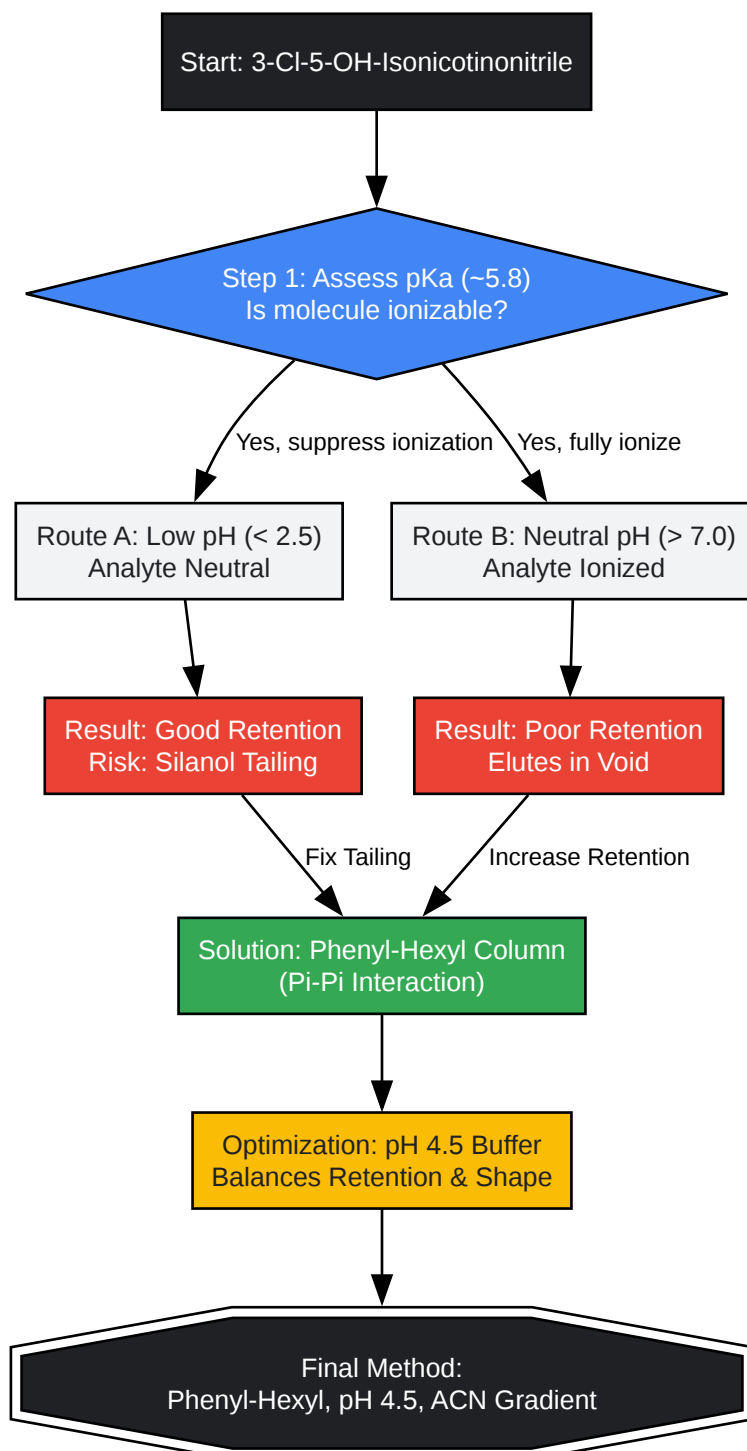 Start: 3-Cl-5-OH-Isonicotinonitrile
Step 1: Assess pKa (~5.8)
Is molecule ionizable?
Yes, suppress ionization
Yes, fully ionize
Route A: Low pH (< 2.5)
Analyte Neutral
Route B: Neutral pH (> 7.0)
Analyte Ionized
Result: Good Retention
Risk: Silanol Tailing
Result: Poor Retention
Elutes in Void
Fix Tailing
Increase Retention
Solution: Phenyl-Hexyl Column
(Pi-Pi Interaction)
Optimization: pH 4.5 Buffer
Balances Retention & Shape
Final Method:
Phenyl-Hexyl, pH 4.5, ACN Gradient